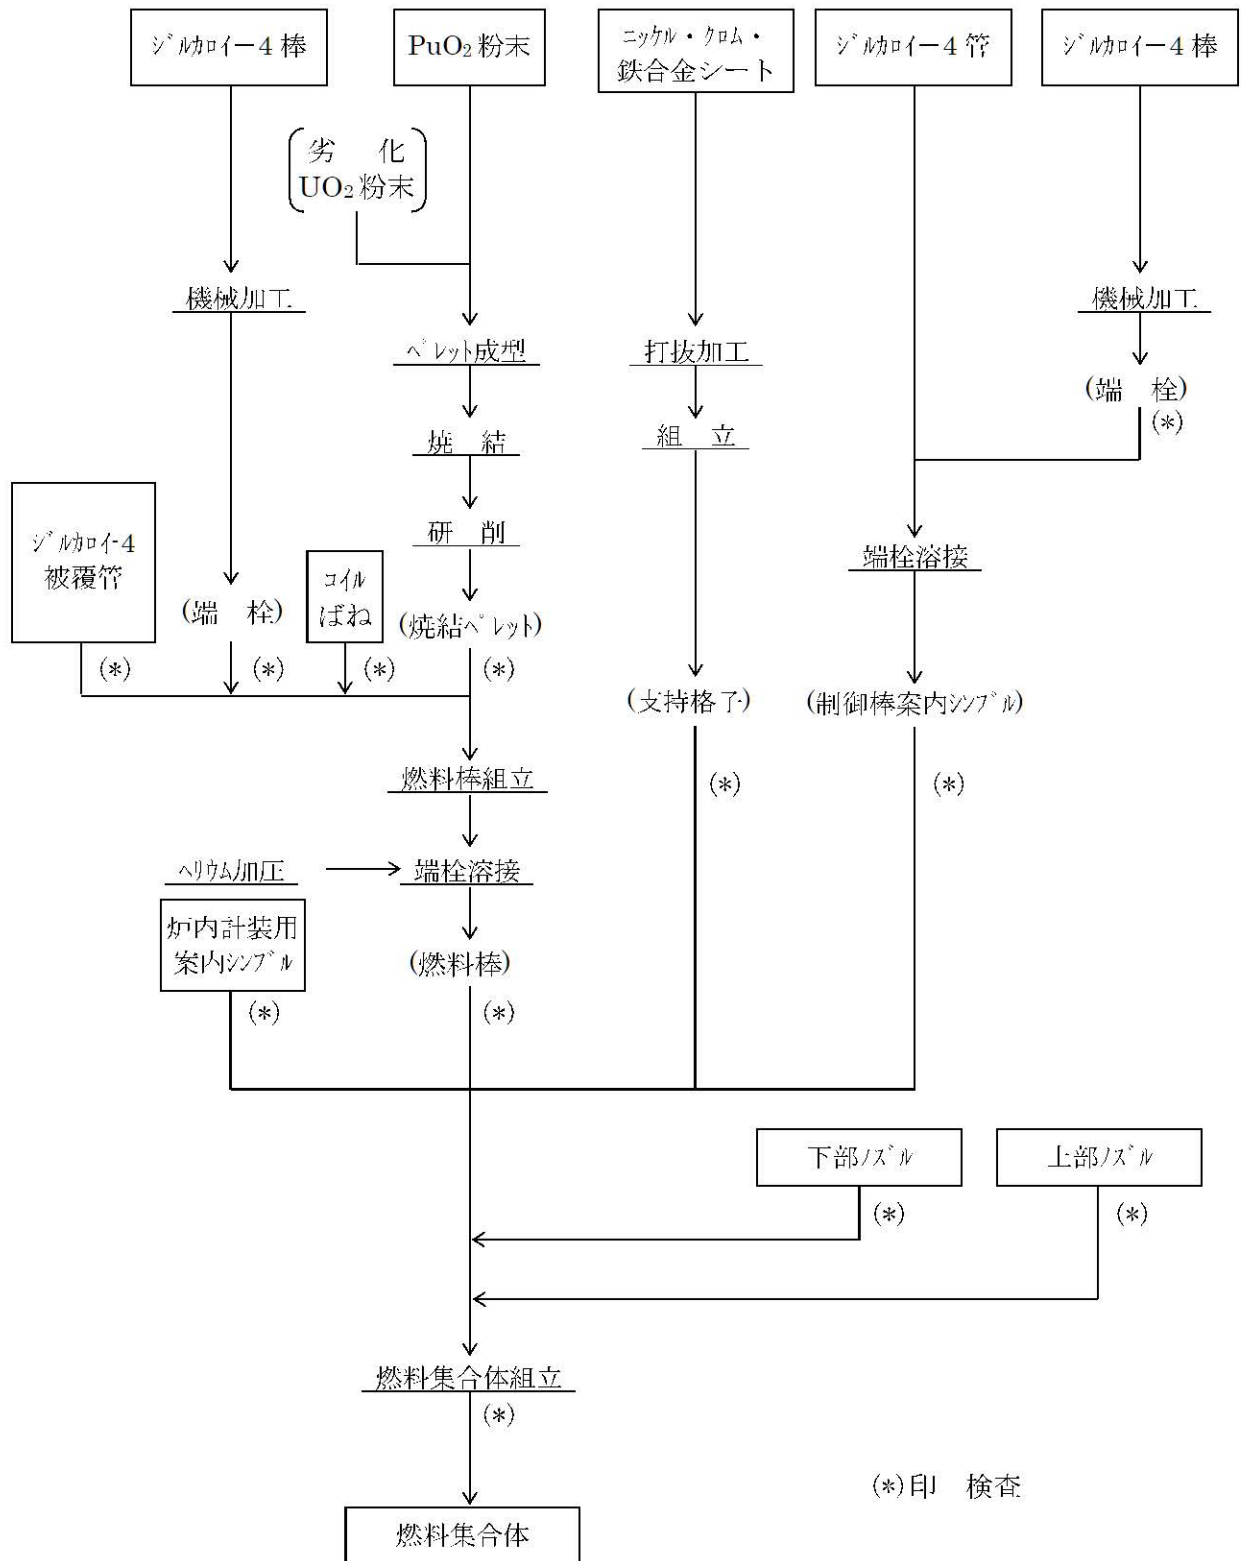 ジルカロイー4棒
PuO₂粉末
ニッケル・クロム・
鉄合金シート
ジルカロイー4管
ジルカロイー4棒
劣　化
UO₂粉末
機械加工
機械加工
ペレット成型
打抜加工
(端　栓)
(*)
焼　結
組　立
ジルカロイ-4
被覆管
(*)
研　削
コイル
ばね
(*)
端栓溶接
(端　栓)
(*)
(焼結ペレット)
(*)
(支持格子)
(*)
(制御棒案内シンブル)
(*)
燃料棒組立
ヘリウム加圧
端栓溶接
炉内計装用
案内シンブル
(*)
(燃料棒)
(*)
下部ノズル
(*)
上部ノズル
(*)
燃料集合体組立
(*)
(*)印　検査
燃料集合体